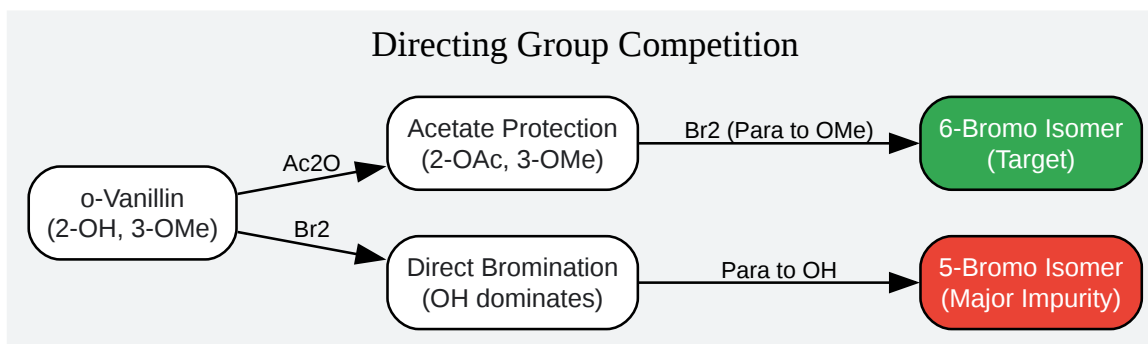 Directing Group Competition
o-Vanillin
(2-OH, 3-OMe)
Ac2O
Br2
Acetate Protection
(2-OAc, 3-OMe)
Br2 (Para to OMe)
6-Bromo Isomer
(Target)
Direct Bromination
(OH dominates)
Para to OH
5-Bromo Isomer
(Major Impurity)